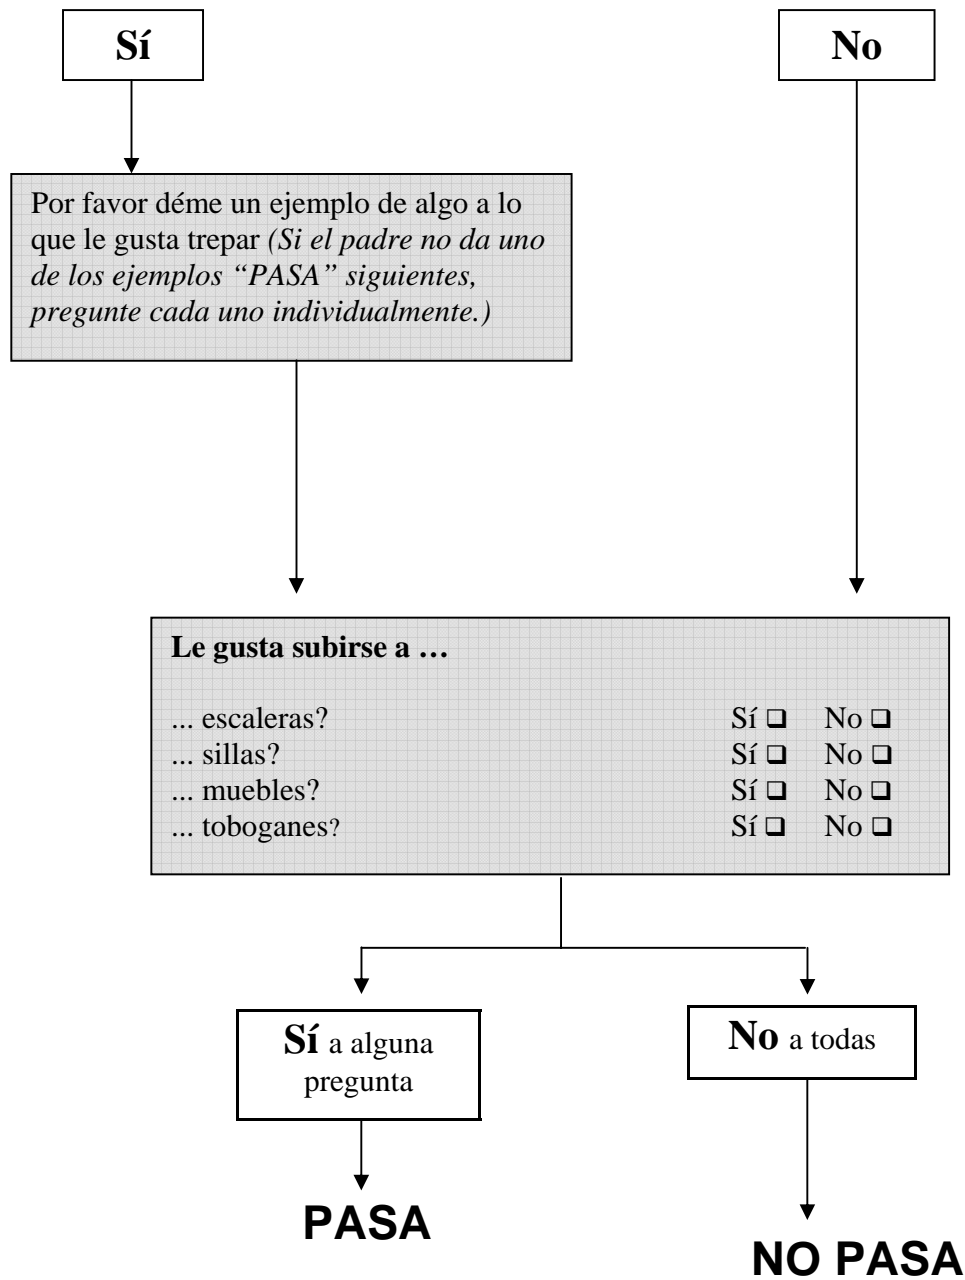 Sí
No
Por favor déme un ejemplo de algo a lo
que le gusta trepar (Si el padre no da uno
de los ejemplos “PASA” siguientes,
pregunte cada uno individualmente.)
Le gusta subirse a …
... escaleras? Sí ❑ No ❑
... sillas? Sí ❑ No ❑
... muebles? Sí ❑ No ❑
... toboganes? Sí ❑ No ❑
Sí a alguna
pregunta
No a todas
PASA
NO PASA